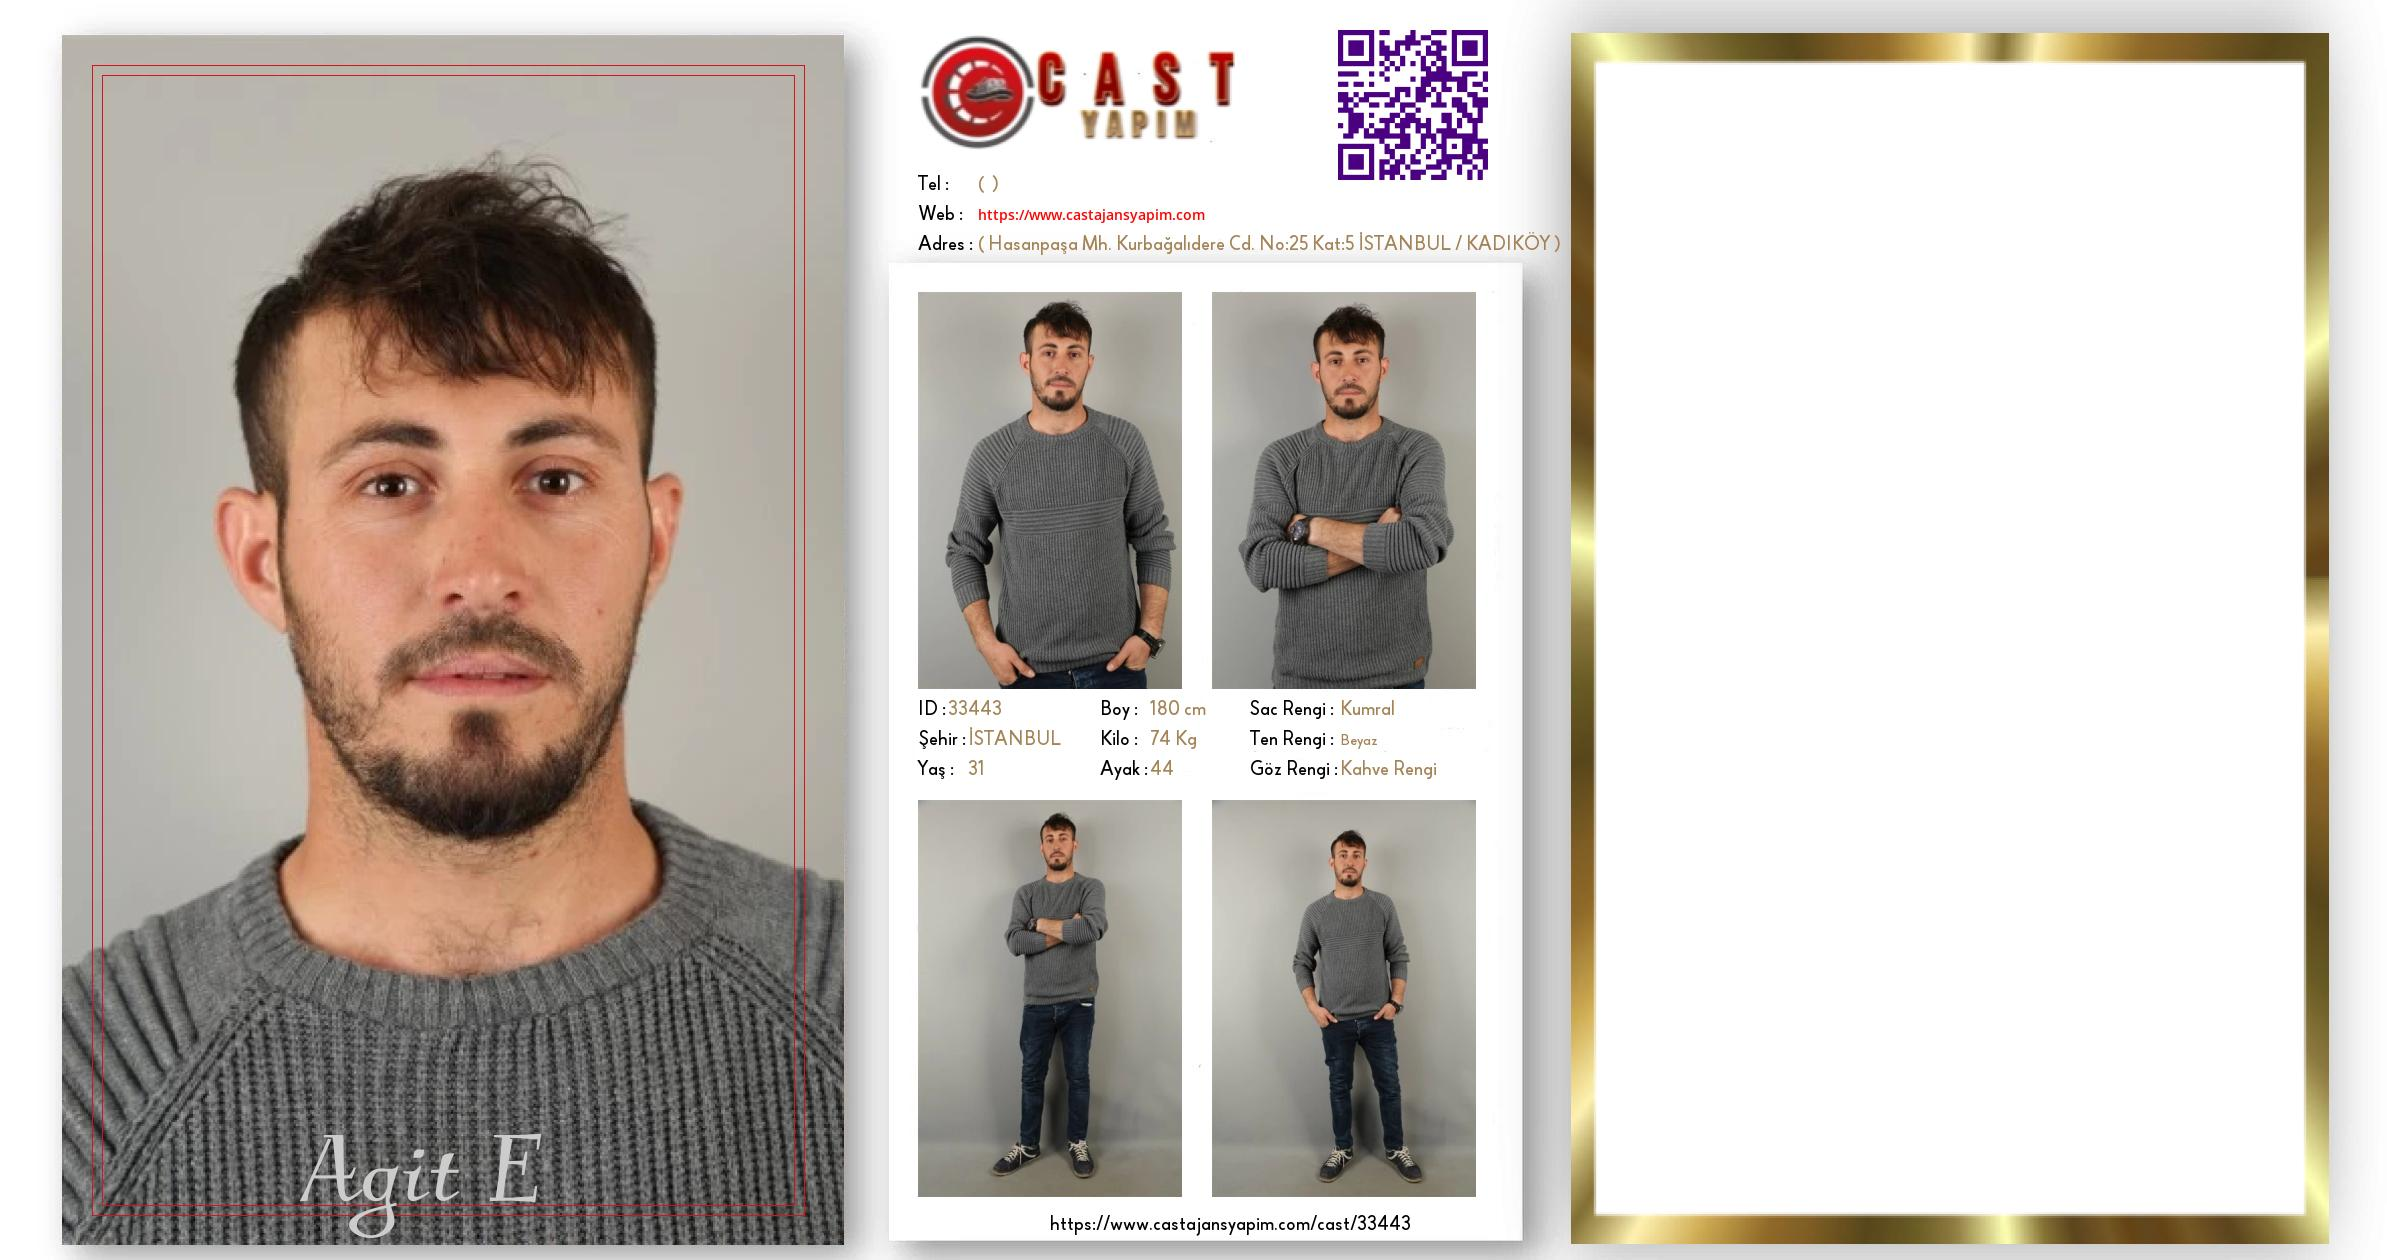 Agit E
CAST
YAPIM
Tel : ( )
Web : https://www.castajansyapim.com
Adres : ( Hasanpaşa Mh. Kurbağalıdere Cd. No:25 Kat:5 İSTANBUL / KADIKÖY )
ID : 33443 Boy : 180 cm Sac Rengi : Kumral
Şehir : İSTANBUL Kilo : 74 Kg Ten Rengi : Beyaz
Yaş : 31 Ayak : 44 Göz Rengi : Kahve Rengi
https://www.castajansyapim.com/cast/33443